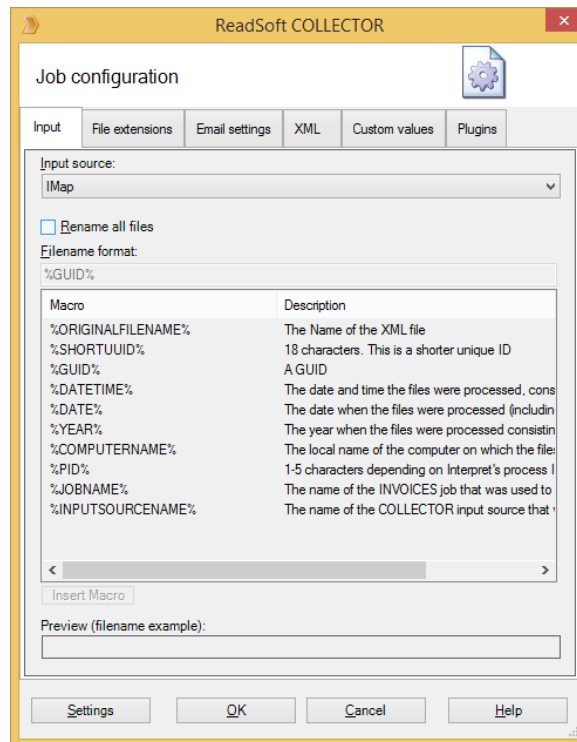 ReadSoft COLLECTOR
Job configuration
Input File extensions Email settings XML Custom values Plugins
Input source:
IMap
Rename all files
Filename format:
%GUID%
Macro Description
%ORIGINALFILENAME% The Name of the XML file
%SHORTUUID% 18 characters. This is a shorter unique ID
%GUID% A GUID
%DATETIME% The date and time the files were processed, cons
%DATE% The date when the files were processed (includin
%YEAR% The year when the files were processed consistin
%COMPUTERNAME% The local name of the computer on which the file
%PID% 1-5 characters depending on Interpret's process I
%JOBNAME% The name of the INVOICES job that was used to
%INPUTSOURCENAME% The name of the COLLECTOR input source that
Insert Macro
Preview (filename example):
Settings OK Cancel Help